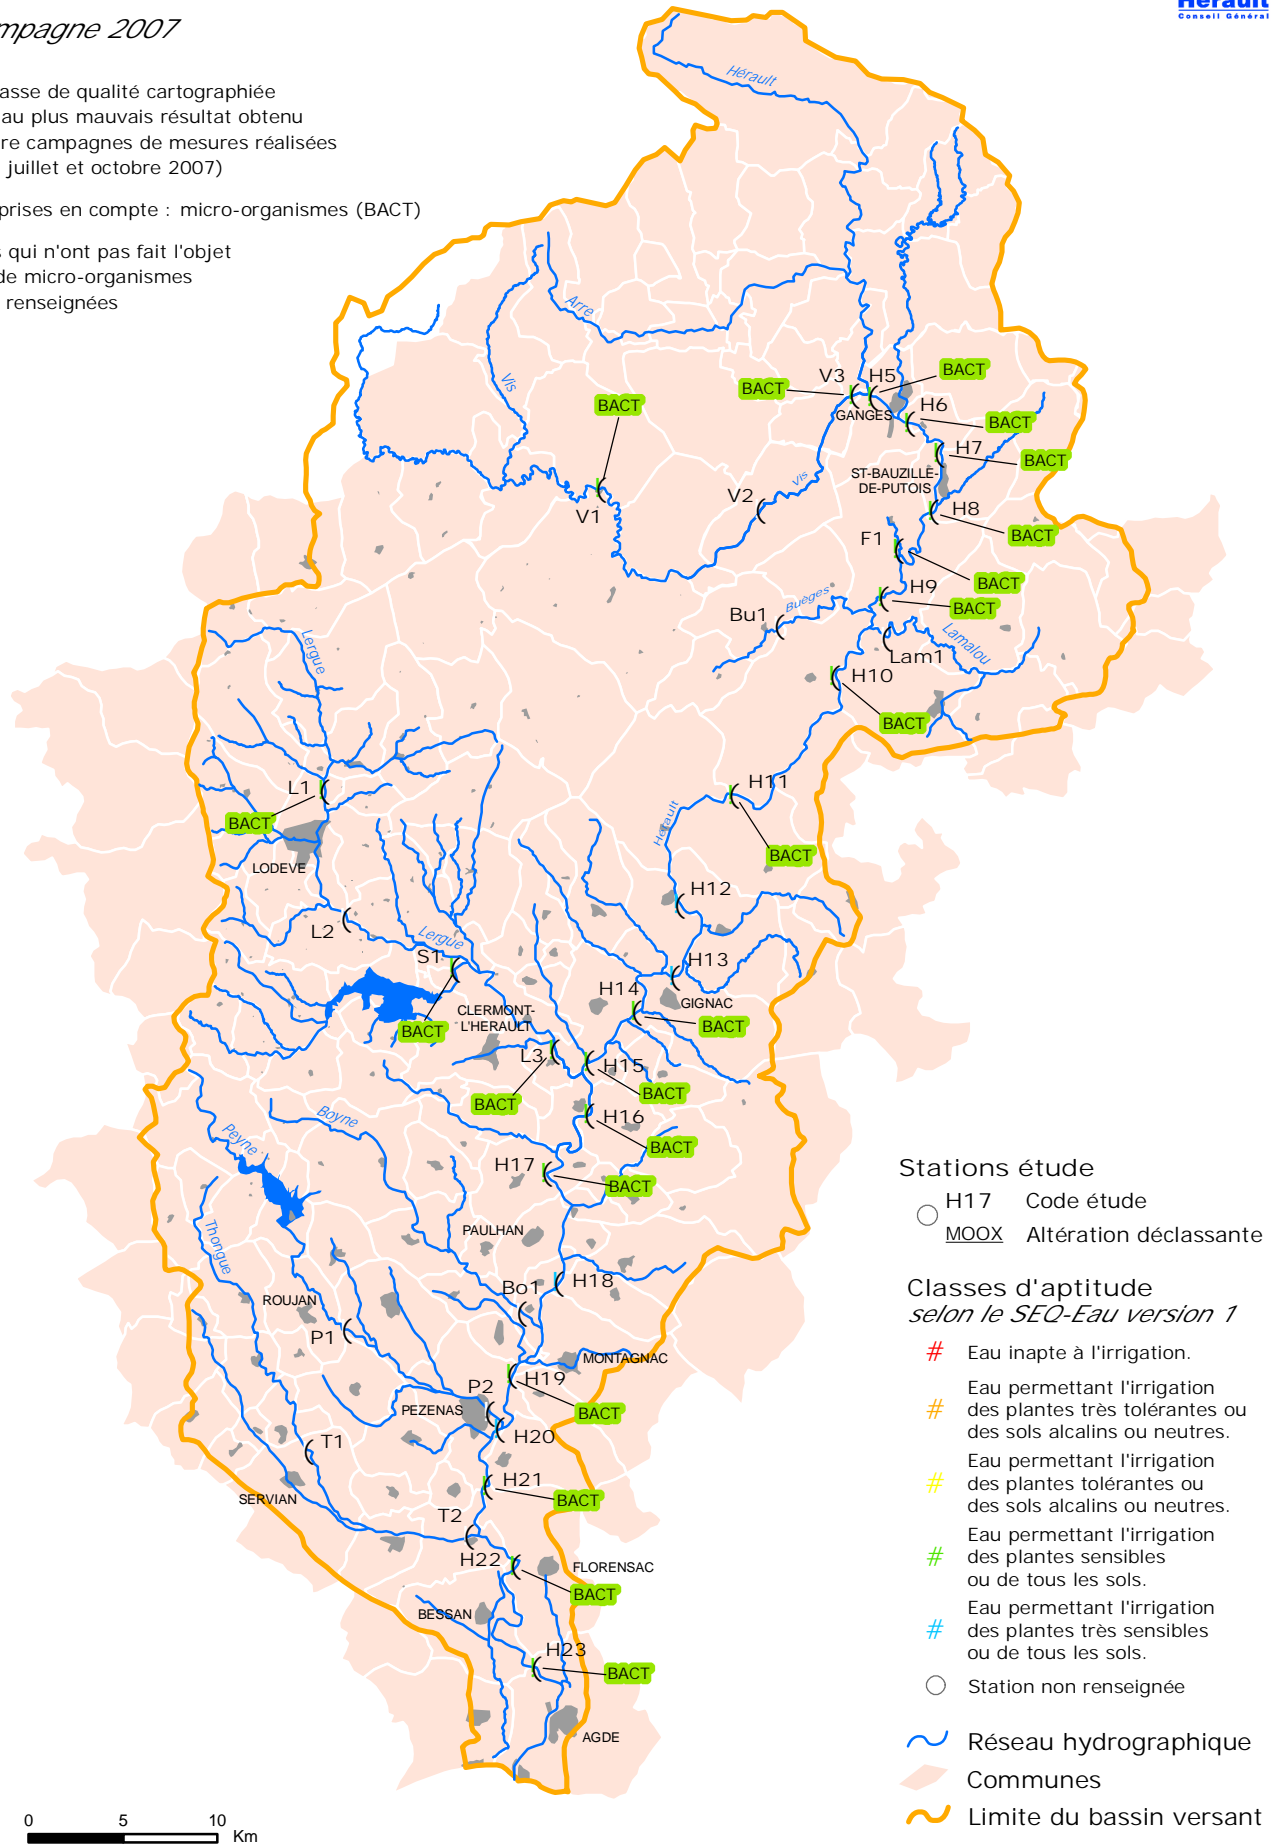 mpagne 2007
Hérault
Conseil Général
asse de qualité cartographiée
au plus mauvais résultat obtenu
re campagnes de mesures réalisées
juillet et octobre 2007)
prises en compte : micro-organismes (BACT)
s qui n'ont pas fait l'objet
de micro-organismes
renseignées
Hérault
Arre
Vis
BACT
V3
H5
BACT
BACT
GANGES
H6
BACT
H7
BACT
ST-BAUZILLE-
DE-PUTOIS
Vis
V2
V1
H8
BACT
F1
BACT
H9
BACT
Buèges
Bu1
Lamalou
Lam1
Lergue
H10
BACT
L1
BACT
H11
Hérault
BACT
LODEVE
H12
L2
Lergue
S1
H13
H14
GIGNAC
CLERMONT-
L'HERAULT
BACT
BACT
L3
H15
BACT
BACT
H16
Boyne
Peyne
BACT
H17
BACT
Thongue
PAULHAN
H18
Bo1
ROUJAN
P1
MONTAGNAC
H19
P2
PEZENAS
BACT
H20
T1
H21
SERVIAN
BACT
T2
H22
FLORENSAC
BACT
BESSAN
H23
BACT
AGDE
Stations étude
H17 Code étude
MOOX Altération déclassante
Classes d'aptitude
selon le SEQ-Eau version 1
# Eau inapte à l'irrigation.
Eau permettant l'irrigation
# des plantes très tolérantes ou
des sols alcalins ou neutres.
Eau permettant l'irrigation
# des plantes tolérantes ou
des sols alcalins ou neutres.
Eau permettant l'irrigation
# des plantes sensibles
ou de tous les sols.
Eau permettant l'irrigation
# des plantes très sensibles
ou de tous les sols.
Station non renseignée
Réseau hydrographique
Communes
Limite du bassin versant
0 5 10
Km